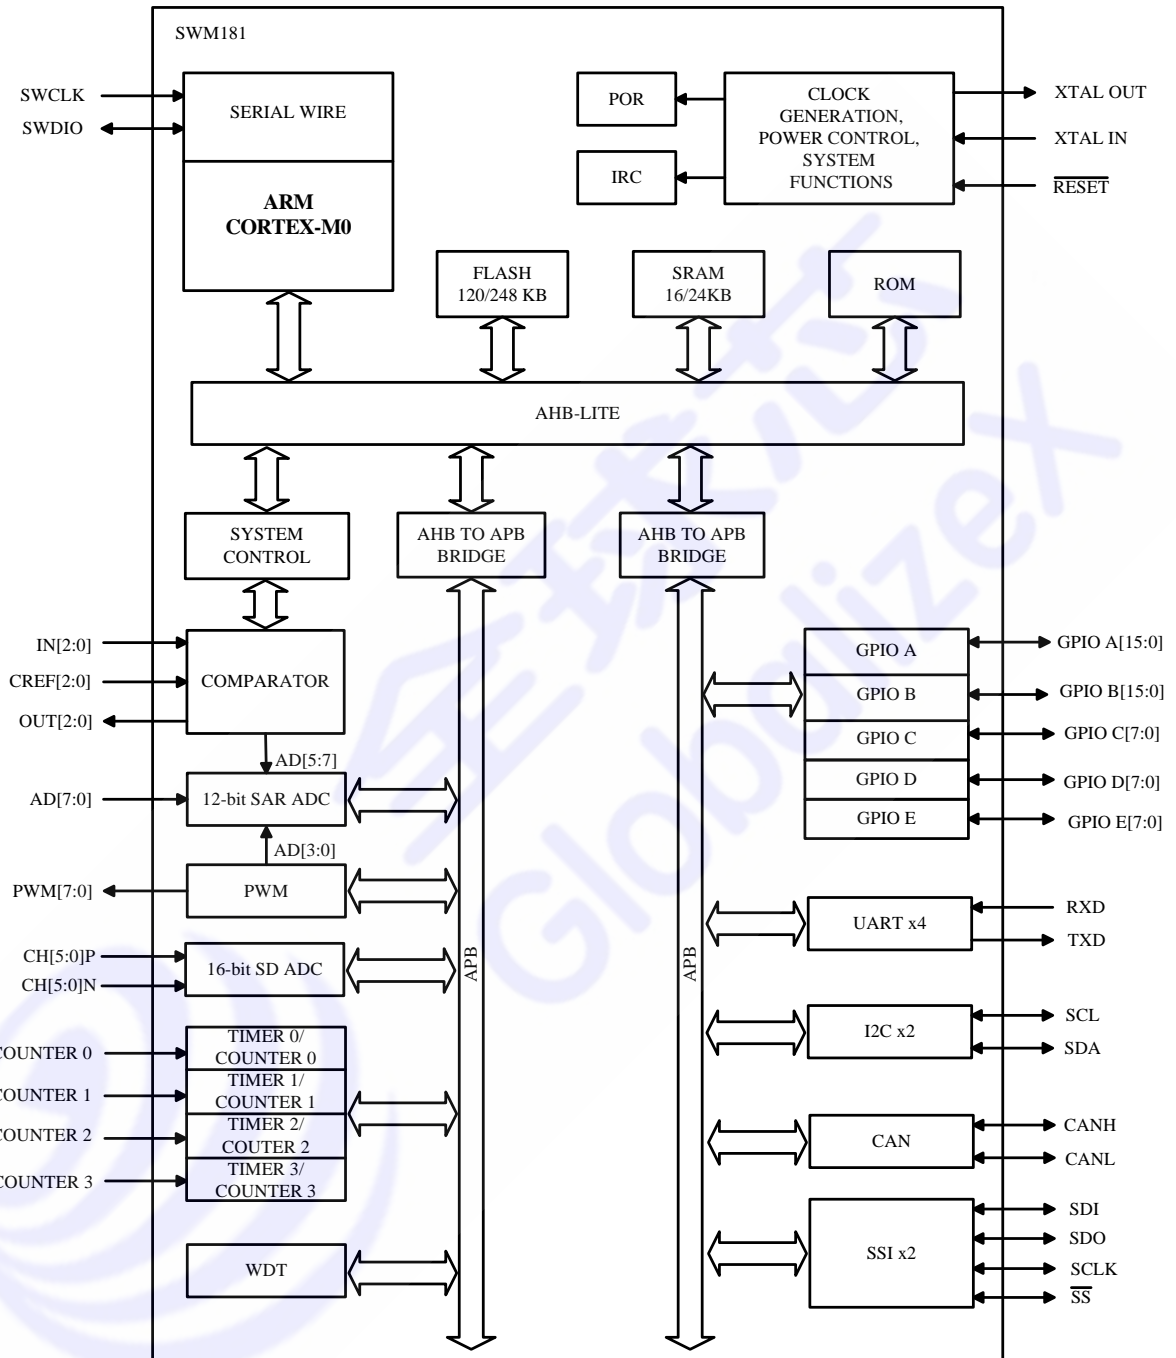 SWM181
SWCLK
SWDIO
SERIAL WIRE
ARM
CORTEX-M0
POR
IRC
CLOCK
GENERATION,
POWER CONTROL,
SYSTEM
FUNCTIONS
XTAL OUT
XTAL IN
RESET
FLASH
120/248 KB
SRAM
16/24KB
ROM
AHB-LITE
SYSTEM
CONTROL
AHB TO APB
BRIDGE
AHB TO APB
BRIDGE
IN[2:0]
CREF[2:0]
OUT[2:0]
COMPARATOR
AD[5:7]
AD[7:0]
12-bit SAR ADC
AD[3:0]
PWM[7:0]
PWM
CH[5:0]P
CH[5:0]N
16-bit SD ADC
COUNTER 0
COUNTER 1
COUNTER 2
COUNTER 3
TIMER 0/
COUNTER 0
TIMER 1/
COUNTER 1
TIMER 2/
COUTER 2
TIMER 3/
COUNTER 3
WDT
APB
APB
GPIO A
GPIO B
GPIO C
GPIO D
GPIO E
GPIO A[15:0]
GPIO B[15:0]
GPIO C[7:0]
GPIO D[7:0]
GPIO E[7:0]
UART x4
RXD
TXD
I2C x2
SCL
SDA
CAN
CANH
CANL
SSI x2
SDI
SDO
SCLK
SS
全球芯
GlobalizeX